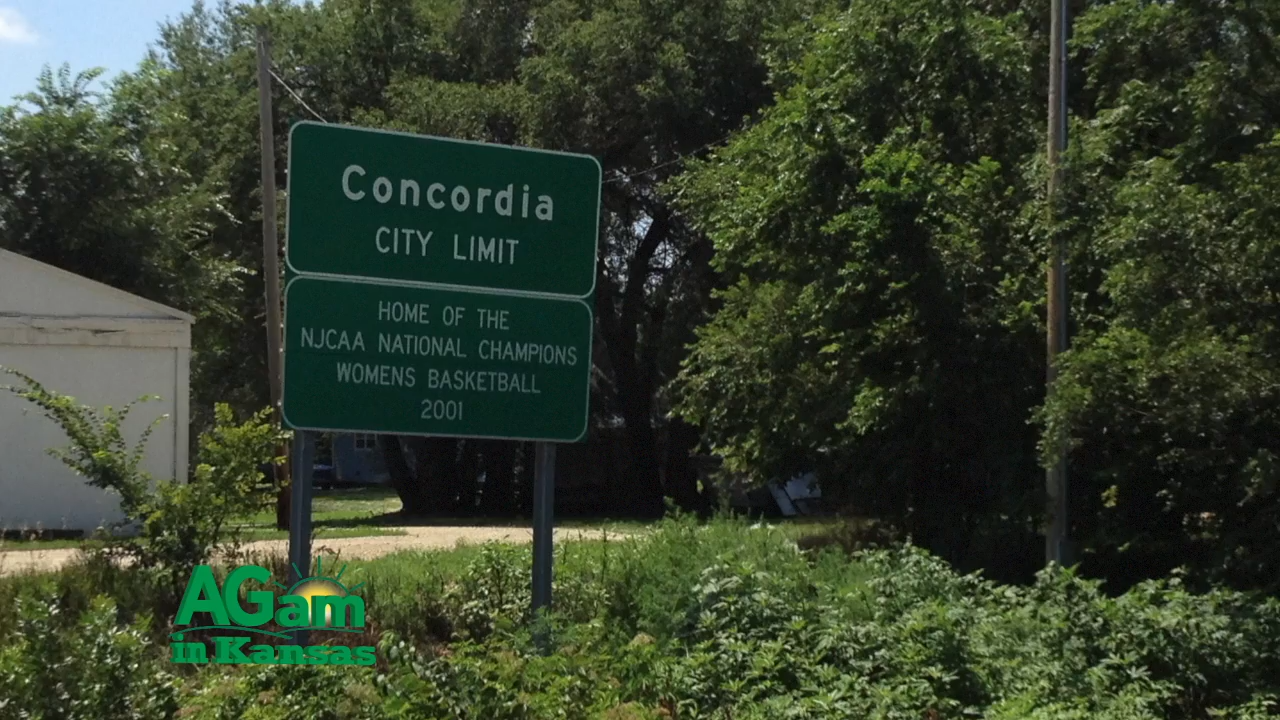 Concordia
CITY LIMIT
HOME OF THE
NJCAA NATIONAL CHAMPIONS
WOMENS BASKETBALL
2001
AGam
in Kansas